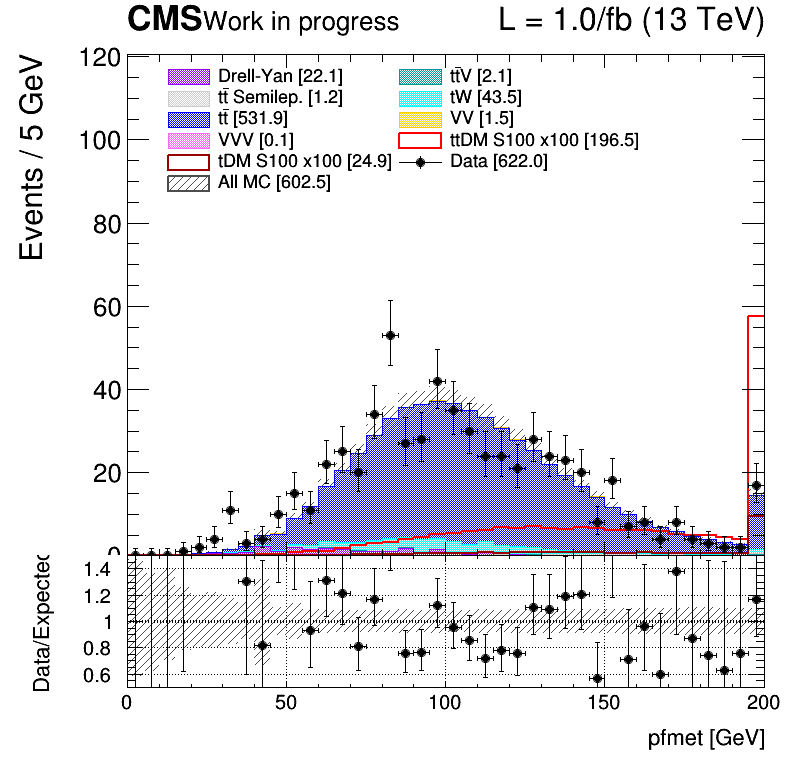 CMS Work in progress L = 1.0/fb (13 TeV)
Events / 5 GeV
120
100
80
60
40
20
0
Drell-Yan [22.1] tt̄V [2.1]
tt̄ Semilep. [1.2] tW [43.5]
tt̄ [531.9] VV [1.5]
VVV [0.1] ttDM S100 x100 [196.5]
tDM S100 x100 [24.9] Data [622.0]
All MC [602.5]
Data/Expected
1.4
1.2
1
0.8
0.6
0 50 100 150 200
pfmet [GeV]